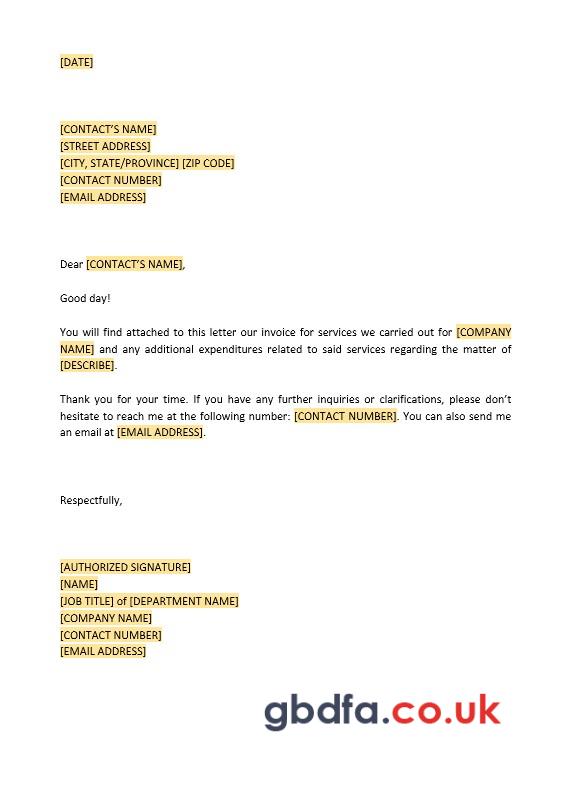 [DATE]
[CONTACT’S NAME]
[STREET ADDRESS]
[CITY, STATE/PROVINCE] [ZIP CODE]
[CONTACT NUMBER]
[EMAIL ADDRESS]
Dear [CONTACT’S NAME],
Good day!
You will find attached to this letter our invoice for services we carried out for [COMPANY
NAME] and any additional expenditures related to said services regarding the matter of
[DESCRIBE].
Thank you for your time. If you have any further inquiries or clarifications, please don’t
hesitate to reach me at the following number: [CONTACT NUMBER]. You can also send me
an email at [EMAIL ADDRESS].
Respectfully,
[AUTHORIZED SIGNATURE]
[NAME]
[JOB TITLE] of [DEPARTMENT NAME]
[COMPANY NAME]
[CONTACT NUMBER]
[EMAIL ADDRESS]
gbdfa.co.uk